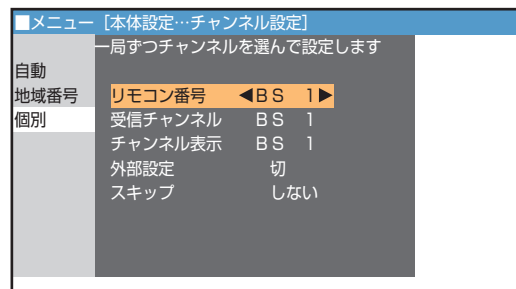 ■メニュー [本体設定…チャンネル設定]
一局ずつチャンネルを選んで設定します
自動
地域番号 リモコン番号 ◀BS 1▶
個別 受信チャンネル BS 1
チャンネル表示 BS 1
外部設定 切
スキップ しない